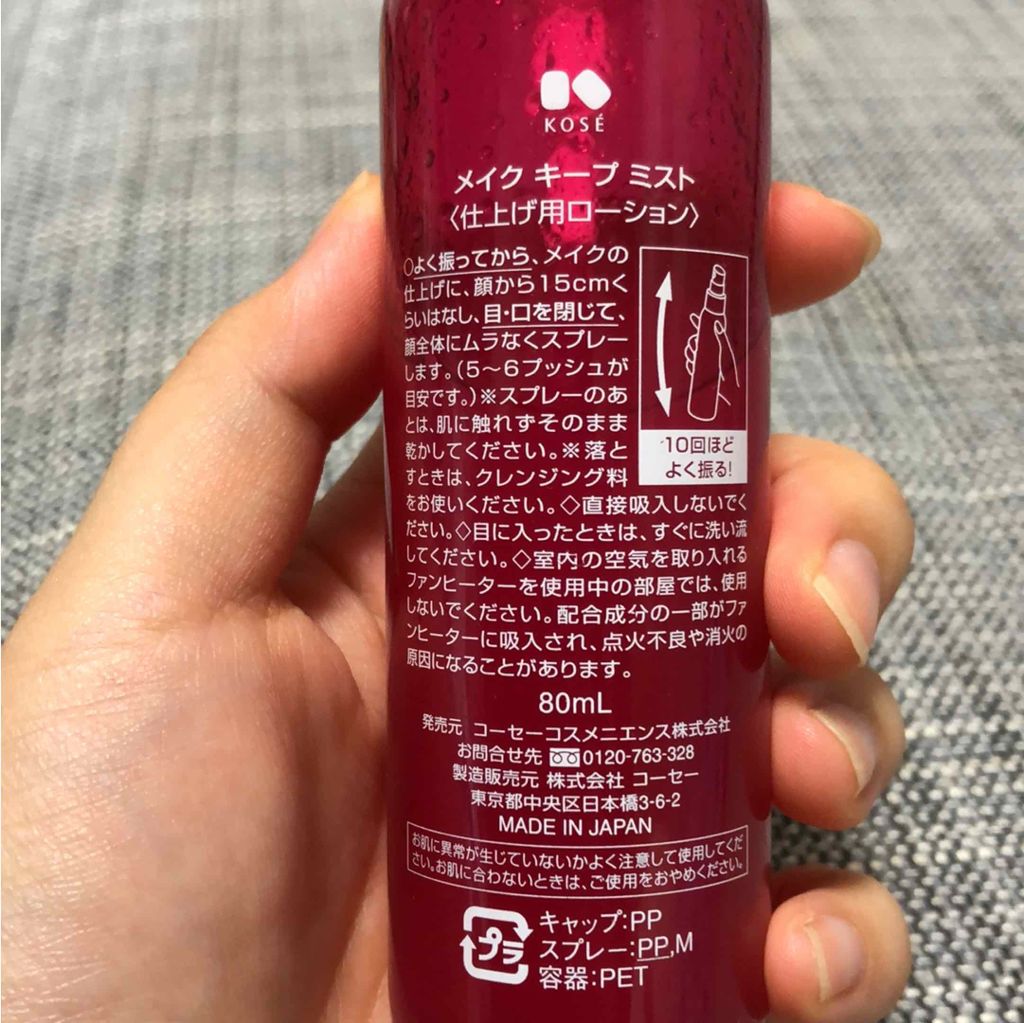 KOSÉ
メイク キープ ミスト
〈仕上げ用ローション〉
○よく振ってから、メイクの
仕上げに、顔から15cmく
らいはなし、目・口を閉じて、
顔全体にムラなくスプレー
します。(5～6プッシュが
目安です。)※スプレーのあ
とは、肌に触れずそのまま
乾かしてください。※落と
すときは、クレンジング料
をお使いください。◇直接吸入しないでく
ださい。◇目に入ったときは、すぐに洗い流
してください。◇室内の空気を取り入れる
ファンヒーターを使用中の部屋では、使用
しないでください。配合成分の一部がファ
ンヒーターに吸入され、点火不良や消火の
原因になることがあります。
10回ほど
よく振る!
80mL
発売元 コーセーコスメニエンス株式会社
お問合せ先 0120-763-328
製造販売元 株式会社 コーセー
東京都中央区日本橋3-6-2
MADE IN JAPAN
お肌に異常が生じていないかよく注意して使用してくだ
さい。お肌に合わないときは、ご使用をおやめください。
プラ
キャップ:PP
スプレー:PP,M
容器:PET